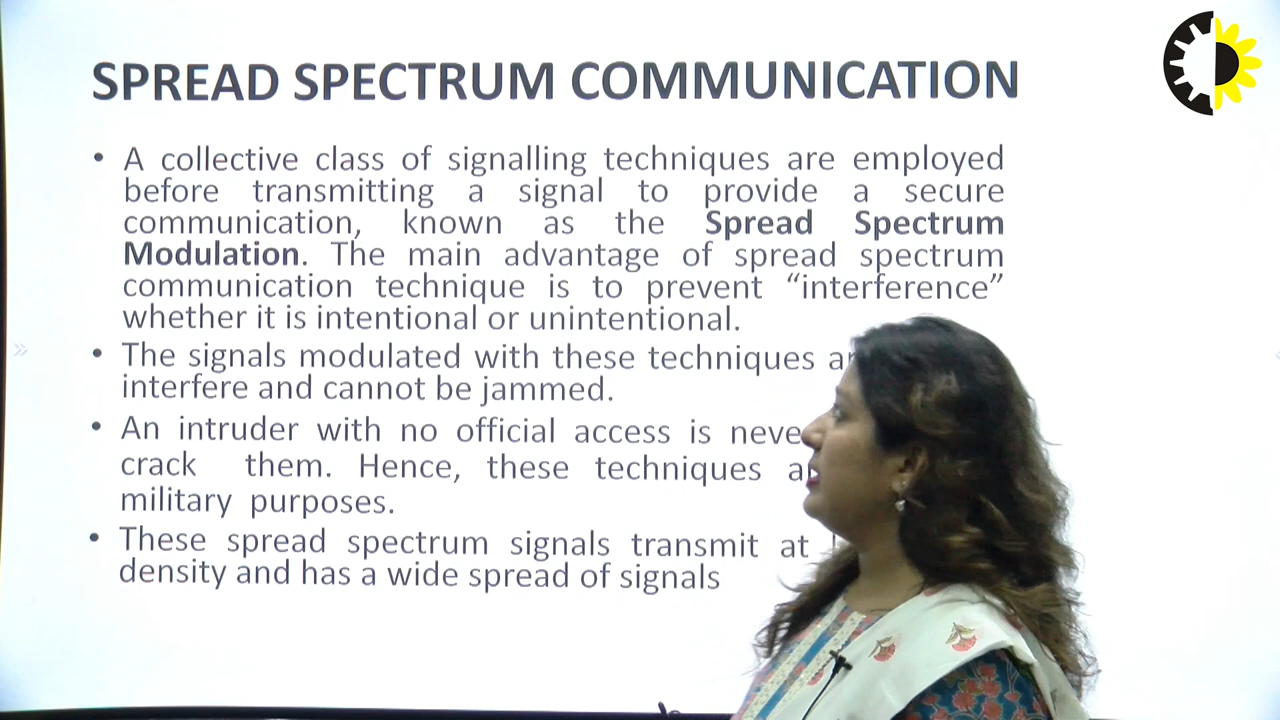 SPREAD SPECTRUM COMMUNICATION
• A collective class of signalling techniques are employed
before transmitting a signal to provide a secure
communication, known as the Spread Spectrum
Modulation. The main advantage of spread spectrum
communication technique is to prevent “interference”
whether it is intentional or unintentional.
• The signals modulated with these techniques
interfere and cannot be jammed.
• An intruder with no official access is
crack them. Hence, these techniques
military purposes.
• These spread spectrum signals transmit at
density and has a wide spread of signals